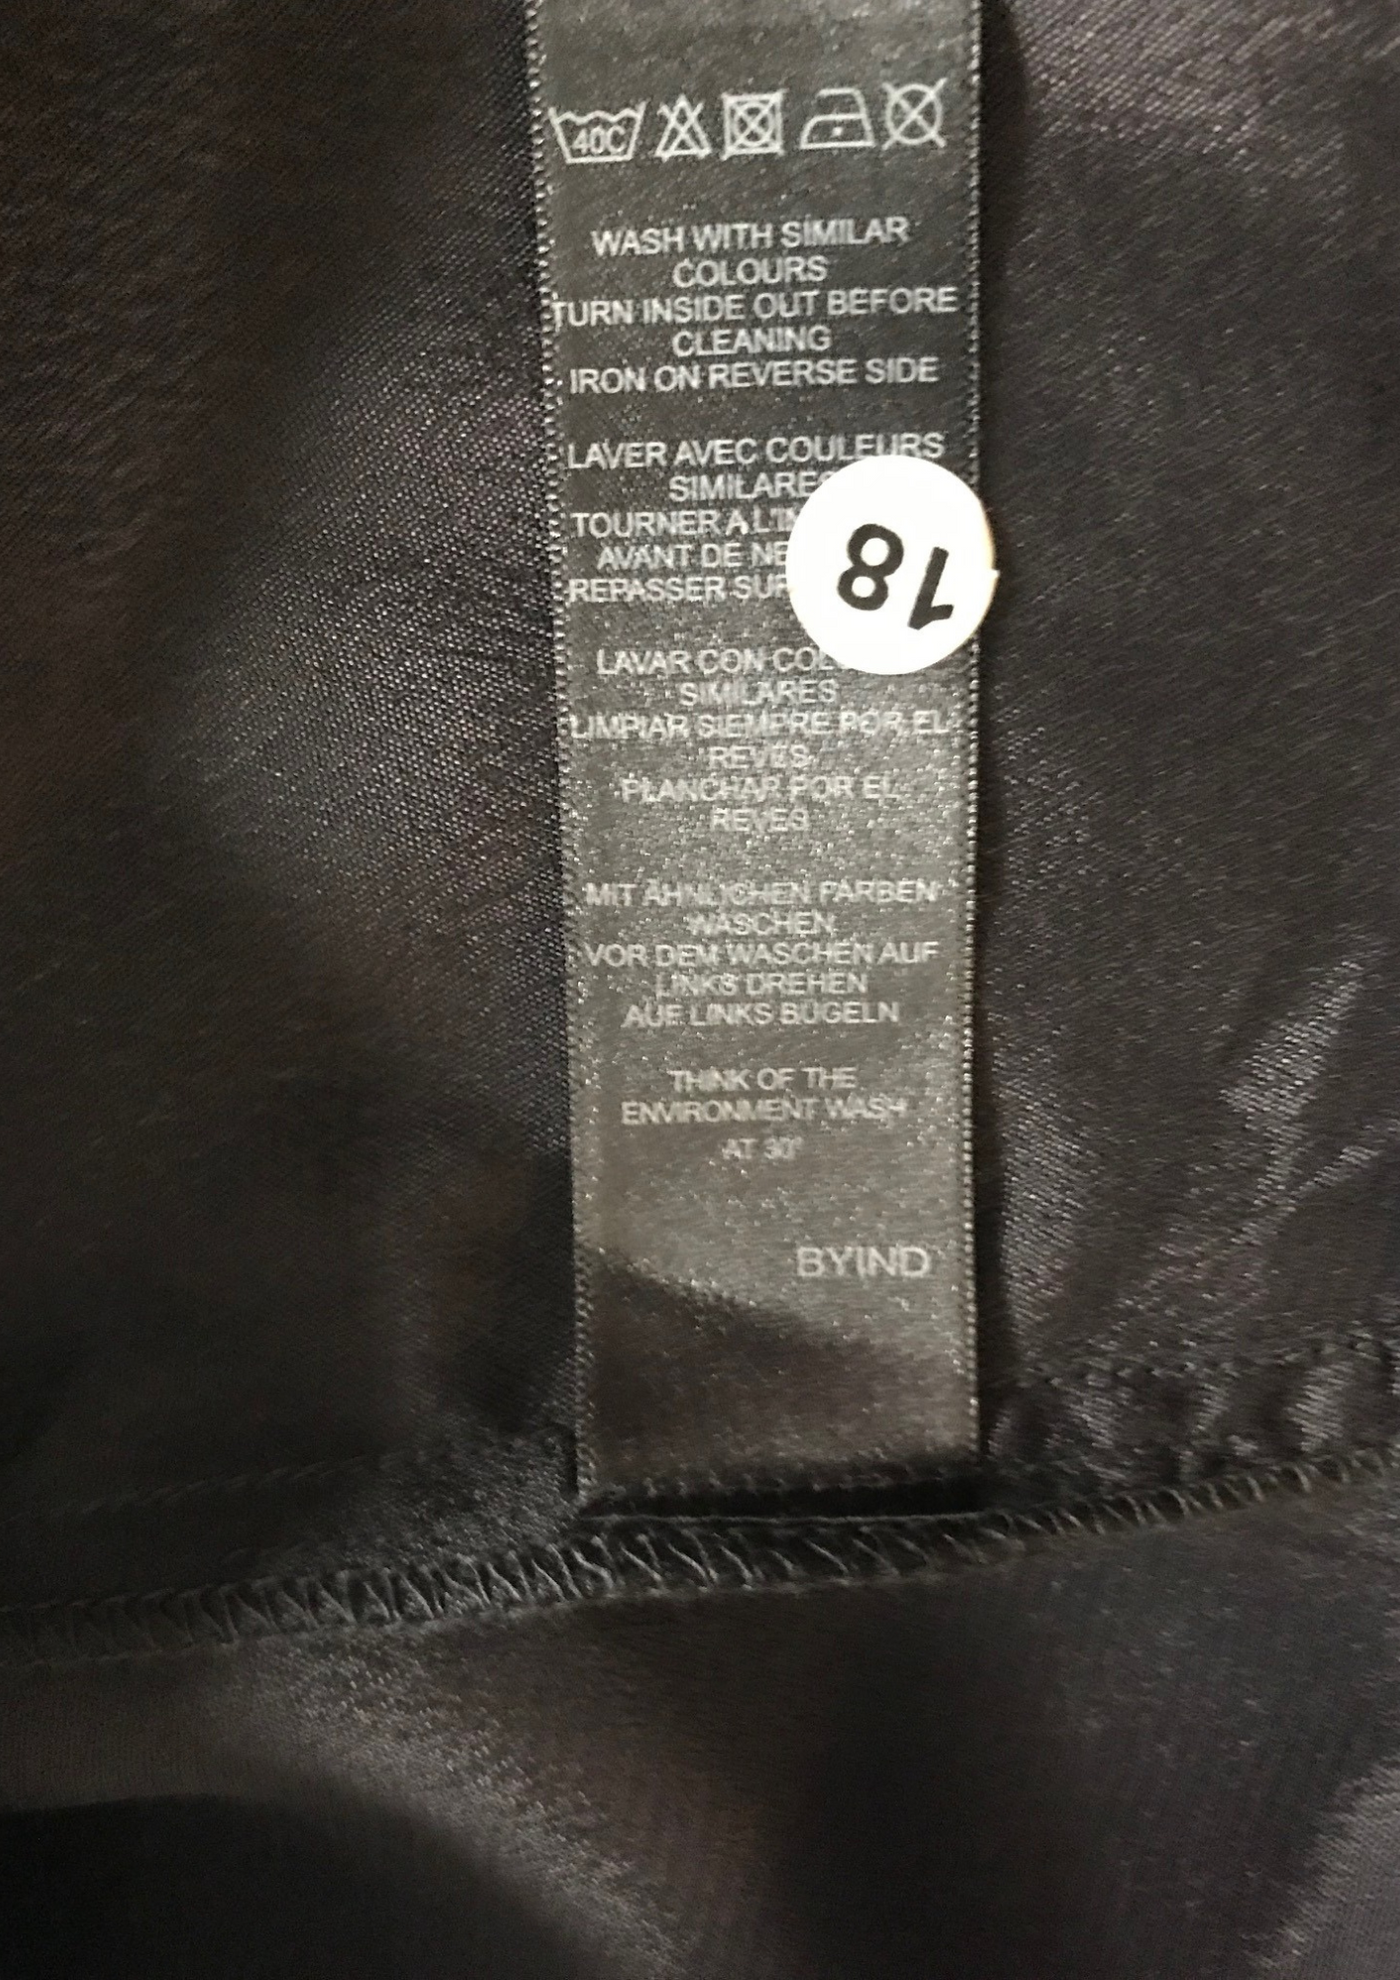 40C
WASH WITH SIMILAR
COLOURS
TURN INSIDE OUT BEFORE
CLEANING
IRON ON REVERSE SIDE
LAVER AVEC COULEURS
SIMILARES
TOURNER A L'IN
AVANT DE NE
REPASSER SUR
18
LAVAR CON COL
SIMILARES
LIMPIAR SIEMPRE POR EL
REVES
PLANCHAR POR EL
REVES
MIT ÄHNLICHEN FARBEN
WASCHEN
VOR DEM WASCHEN AUF
LINKS DREHEN
AUF LINKS BÜGELN
THINK OF THE
ENVIRONMENT WASH
AT 30°
BYIND